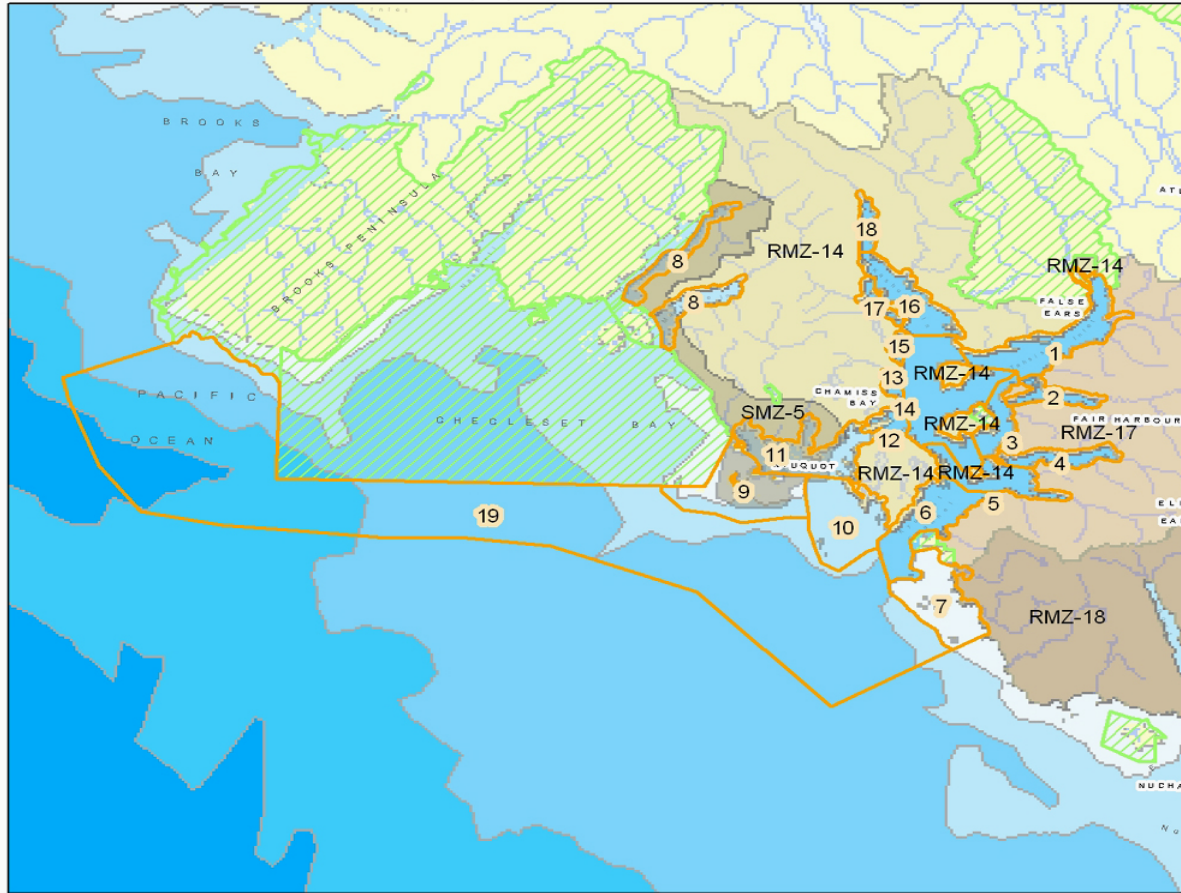 BROOKS
BAY
BROOKS PENINSULA
PACIFIC
OCEAN
CHECLESET BAY
RMZ-14
18
8
8
17
16
RMZ-14
FALSE
EARS
15
1
13
RMZ-14
CHAMISS
BAY
2
14
SMZ-5
RMZ-14
FAIR HARBOUR
12
3
RMZ-17
11
RMZ-14
RMZ-14
4
9
5
10
6
19
7
RMZ-18